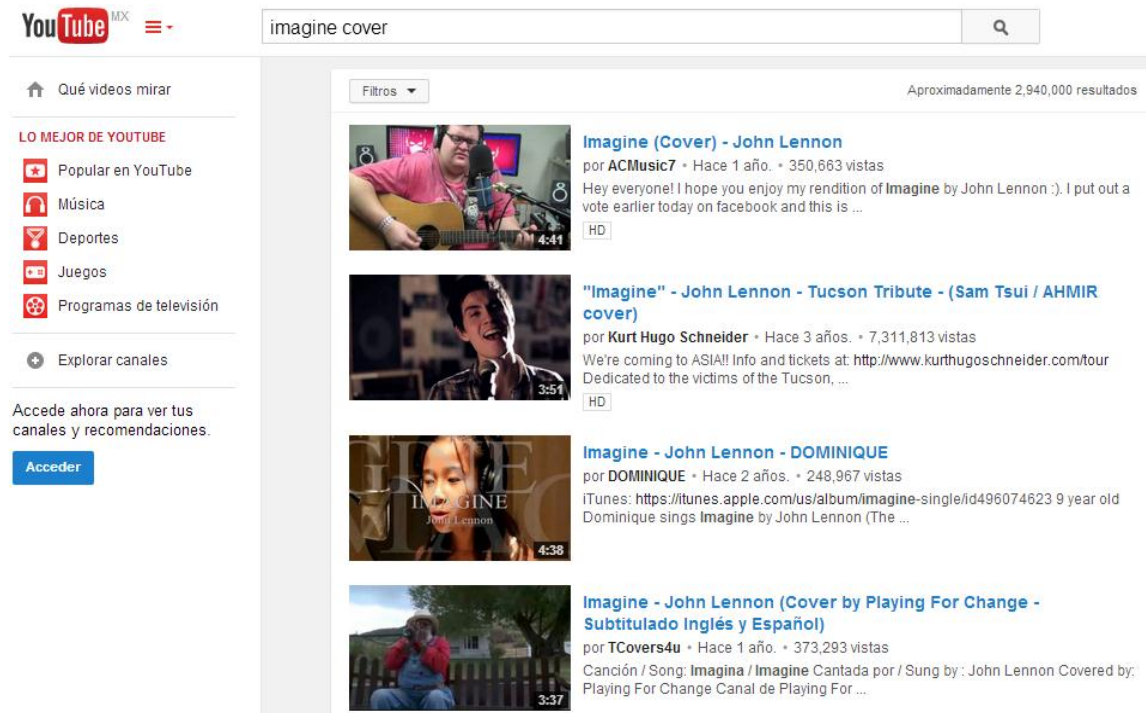 YouTube MX
imagine cover
Qué videos mirar
LO MEJOR DE YOUTUBE
Popular en YouTube
Música
Deportes
Juegos
Programas de televisión
Explorar canales
Accede ahora para ver tus
canales y recomendaciones.
Acceder
Filtros
Aproximadamente 2,940,000 resultados
4:41
Imagine (Cover) - John Lennon
por ACMusic7 • Hace 1 año. • 350,663 vistas
Hey everyone! I hope you enjoy my rendition of Imagine by John Lennon :). I put out a
vote earlier today on facebook and this is ...
HD
3:51
"Imagine" - John Lennon - Tucson Tribute - (Sam Tsui / AHMIR
cover)
por Kurt Hugo Schneider • Hace 3 años. • 7,311,813 vistas
We're coming to ASIA!! Info and tickets at: http://www.kurthugoschneider.com/tour
Dedicated to the victims of the Tucson, ...
HD
IMAGINE
John Lennon
4:38
Imagine - John Lennon - DOMINIQUE
por DOMINIQUE • Hace 2 años. • 248,967 vistas
iTunes: https://itunes.apple.com/us/album/imagine-single/id496074623 9 year old
Dominique sings Imagine by John Lennon (The ...
3:37
Imagine - John Lennon (Cover by Playing For Change -
Subtitulado Inglés y Español)
por TCovers4u • Hace 1 año. • 373,293 vistas
Canción / Song: Imagina / Imagine Cantada por / Sung by : John Lennon Covered by:
Playing For Change Canal de Playing For ...